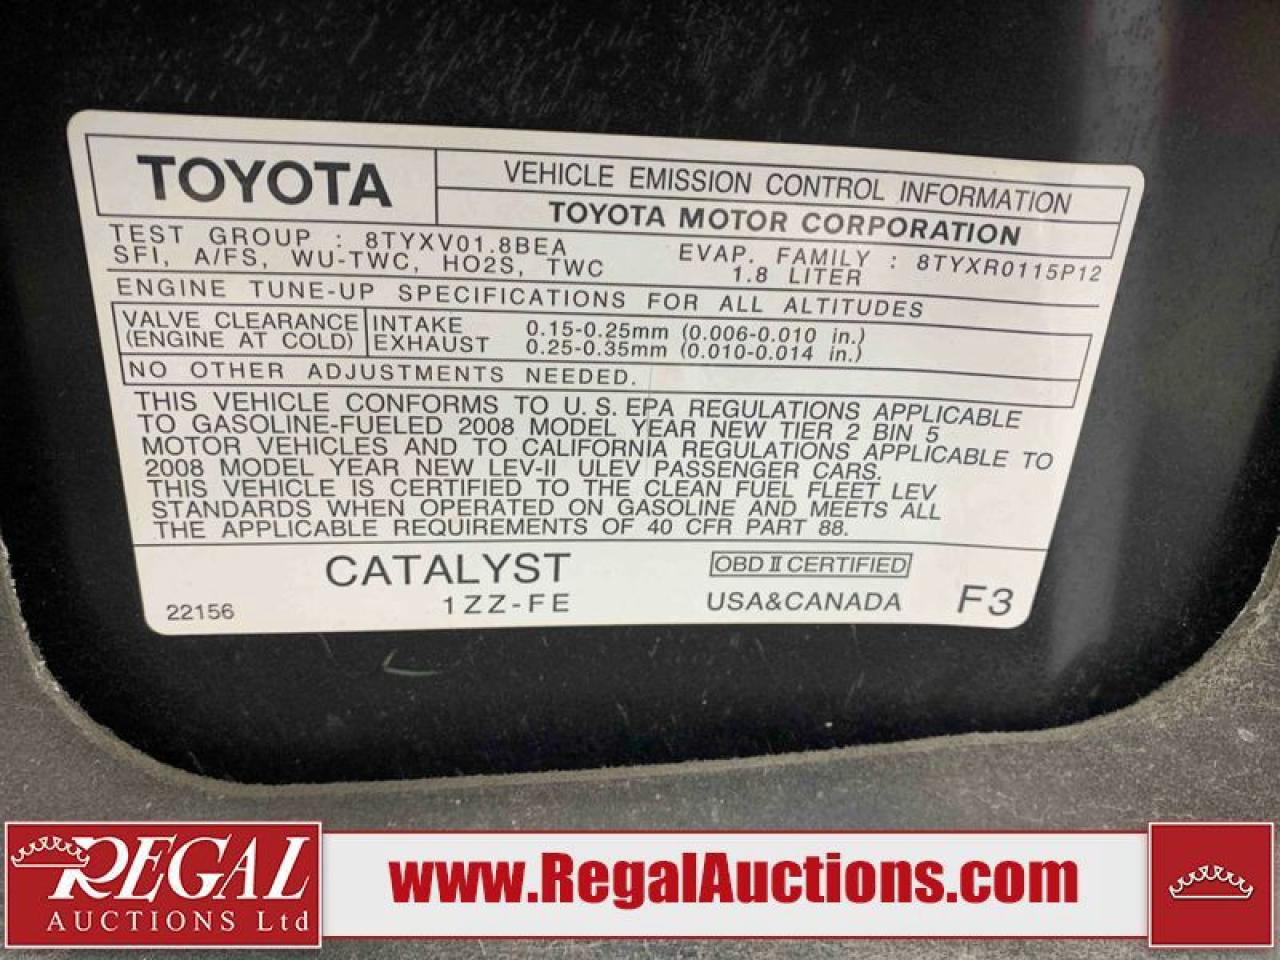 TOYOTA
VEHICLE EMISSION CONTROL INFORMATION
TOYOTA MOTOR CORPORATION
TEST GROUP : 8TYXV01.8BEA EVAP. FAMILY : 8TYXR0115P12
SFI, A/FS, WU-TWC, HO2S, TWC 1.8 LITER
ENGINE TUNE-UP SPECIFICATIONS FOR ALL ALTITUDES
VALVE CLEARANCE INTAKE 0.15-0.25mm (0.006-0.010 in.)
(ENGINE AT COLD) EXHAUST 0.25-0.35mm (0.010-0.014 in.)
NO OTHER ADJUSTMENTS NEEDED.
THIS VEHICLE CONFORMS TO U.S. EPA REGULATIONS APPLICABLE
TO GASOLINE-FUELED 2008 MODEL YEAR NEW TIER 2 BIN 5
MOTOR VEHICLES AND TO CALIFORNIA REGULATIONS APPLICABLE TO
2008 MODEL YEAR NEW LEV-II ULEV PASSENGER CARS.
THIS VEHICLE IS CERTIFIED TO THE CLEAN FUEL FLEET LEV
STANDARDS WHEN OPERATED ON GASOLINE AND MEETS ALL
THE APPLICABLE REQUIREMENTS OF 40 CFR PART 88.
CATALYST OBD II CERTIFIED
22156 1ZZ-FE USA&CANADA F3
REGAL
AUCTIONS Ltd
www.RegalAuctions.com